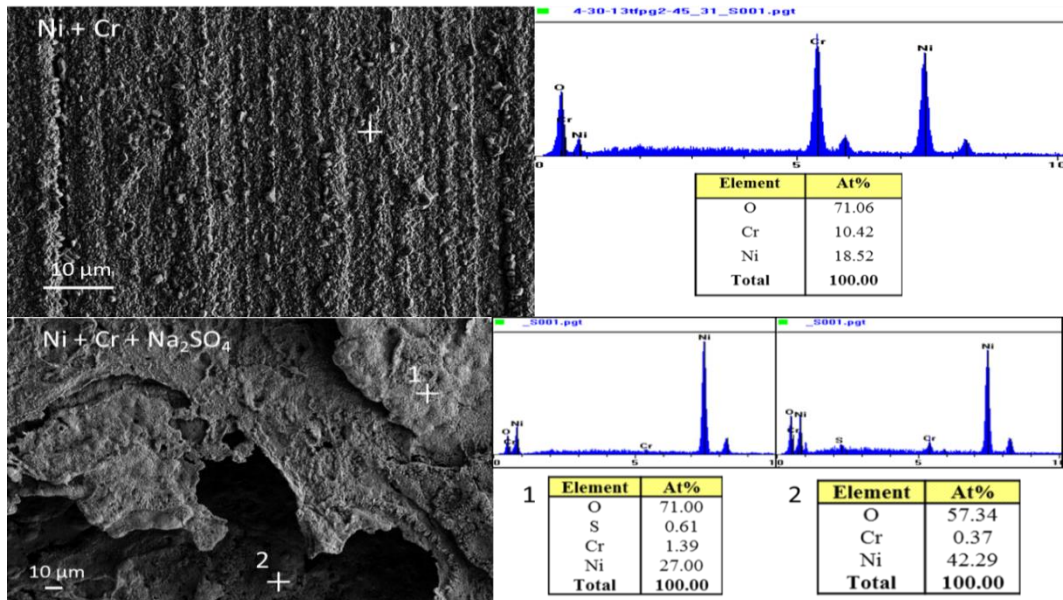 Ni + Cr
10 µm
4-30-13tfpg2-45_31_S001.pgt
O
Cr
Ni
Cr
Ni
0
5
10
Element At%
O 71.06
Cr 10.42
Ni 18.52
Total 100.00
Ni + Cr + Na₂SO₄
1
2
10 µm
_S001.pgt
O
Cr
Ni
Cr
Ni
0
5
10
1
Element At%
O 71.00
S 0.61
Cr 1.39
Ni 27.00
Total 100.00
_S001.pgt
O
Cr
Ni
S
Cr
Ni
0
5
10
2
Element At%
O 57.34
Cr 0.37
Ni 42.29
Total 100.00